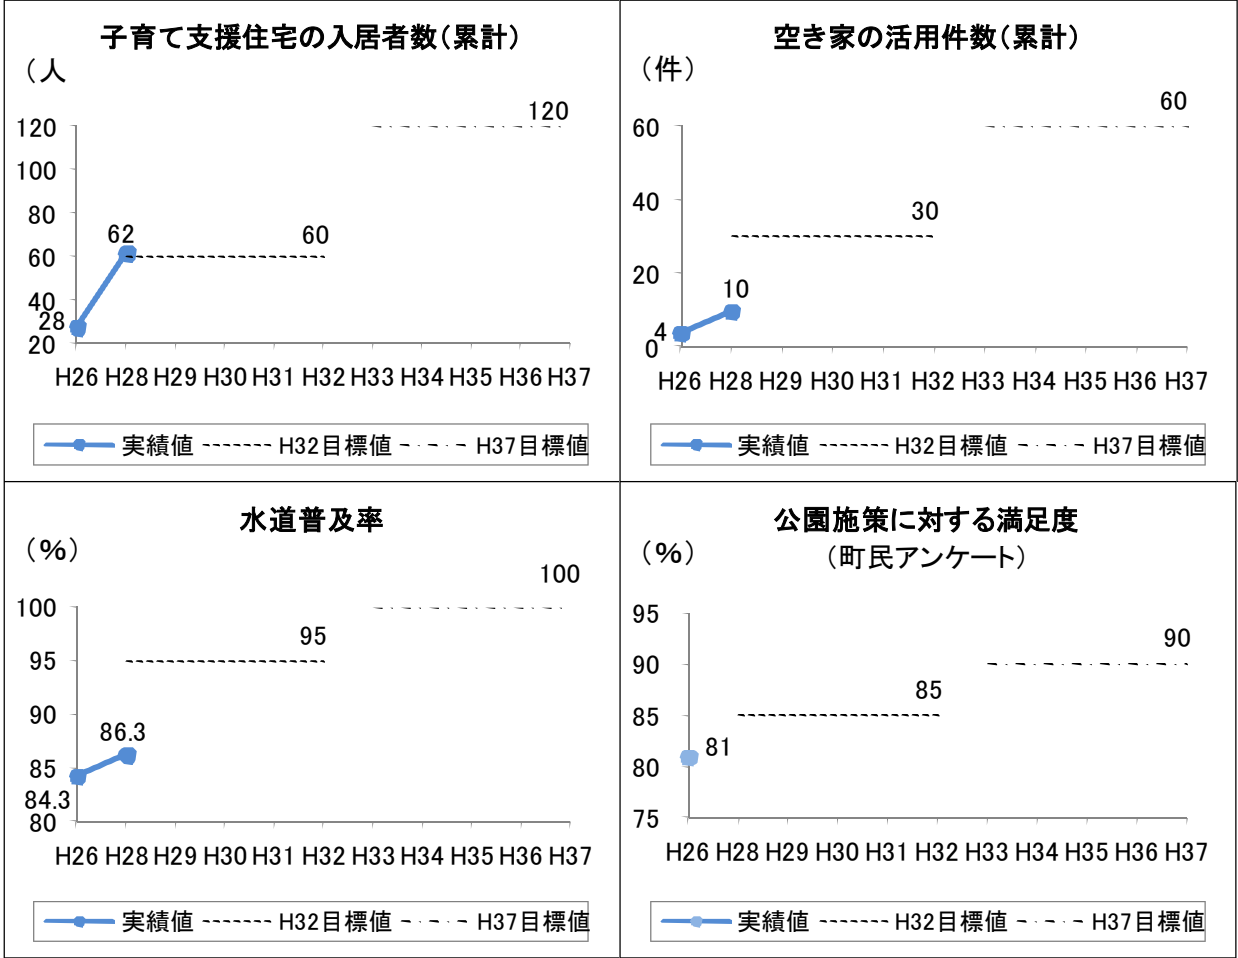 子育て支援住宅の入居者数(累計)
(人
120
120
100
80
62
60
60
40
28
20
H26 H28 H29 H30 H31 H32 H33 H34 H35 H36 H37
実績値 H32目標値 H37目標値
空き家の活用件数(累計)
(件)
60
60
40
30
20
10
4
0
H26 H28 H29 H30 H31 H32 H33 H34 H35 H36 H37
実績値 H32目標値 H37目標値
水道普及率
(%)
100
100
95
95
90
86.3
85
84.3
80
H26 H28 H29 H30 H31 H32 H33 H34 H35 H36 H37
実績値 H32目標値 H37目標値
公園施策に対する満足度
(町民アンケート)
(%)
95
90
90
85
85
81
80
75
H26 H28 H29 H30 H31 H32 H33 H34 H35 H36 H37
実績値 H32目標値 H37目標値